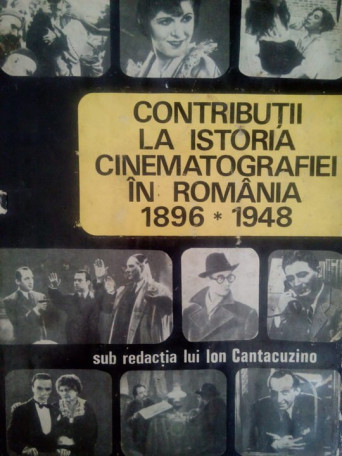 CONTRIBUȚII
LA ISTORIA
CINEMATOGRAFIEI
ÎN ROMÂNIA
1896 * 1948
sub redacția lui Ion Cantacuzino